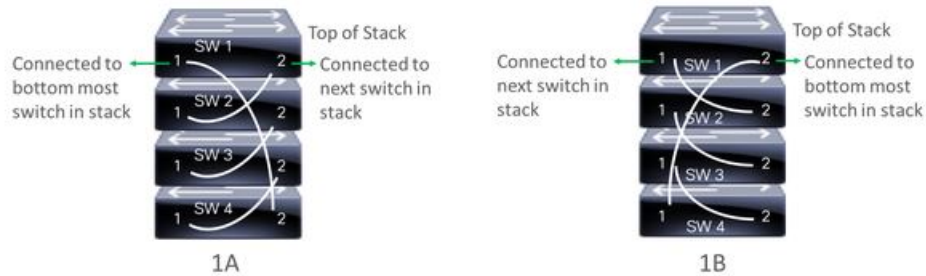 SW 1
1
2
SW 2
1
2
SW 3
1
2
SW 4
1
2
Connected to
bottom most
switch in stack
Top of Stack
Connected to
next switch in
stack
1A
Connected to
next switch in
stack
1
SW 1
2
1
SW 2
2
1
SW 3
2
1
SW 4
2
Top of Stack
Connected to
bottom most
switch in stack
1B